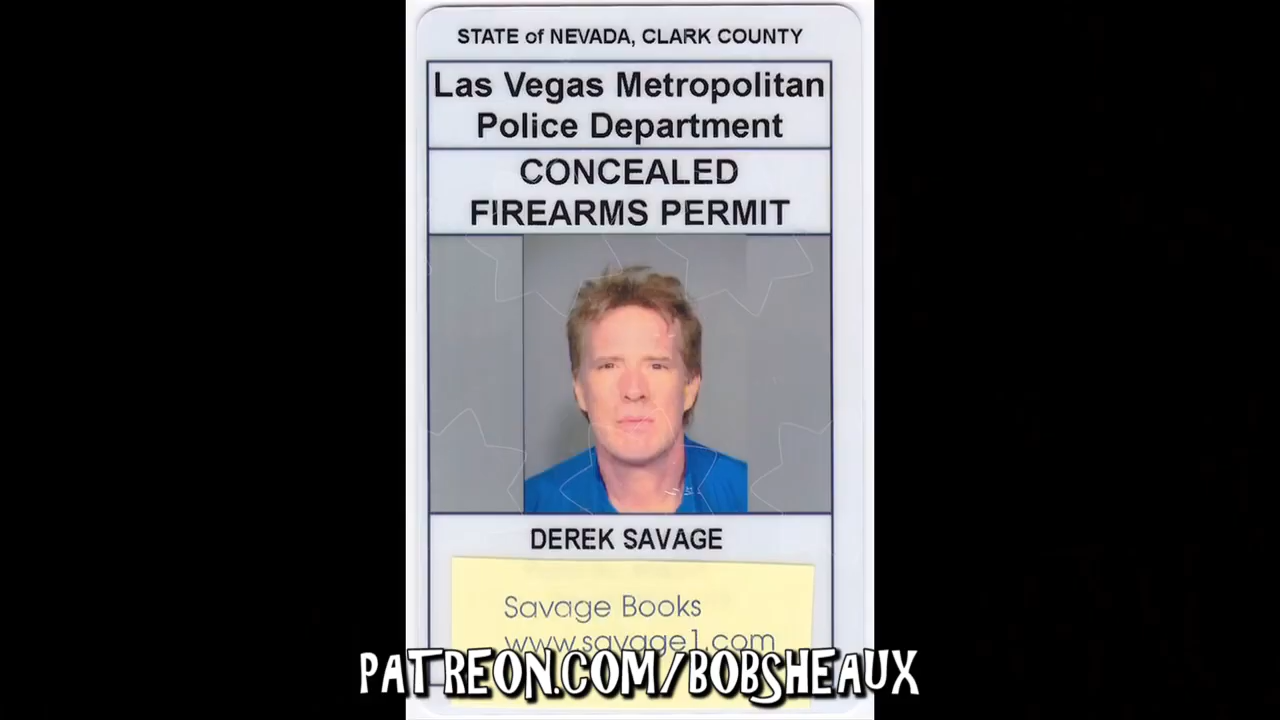 STATE of NEVADA, CLARK COUNTY
Las Vegas Metropolitan
Police Department
CONCEALED
FIREARMS PERMIT
DEREK SAVAGE
Savage Books
www.savage1.com
PATREON.COM/BOBSHEAUX